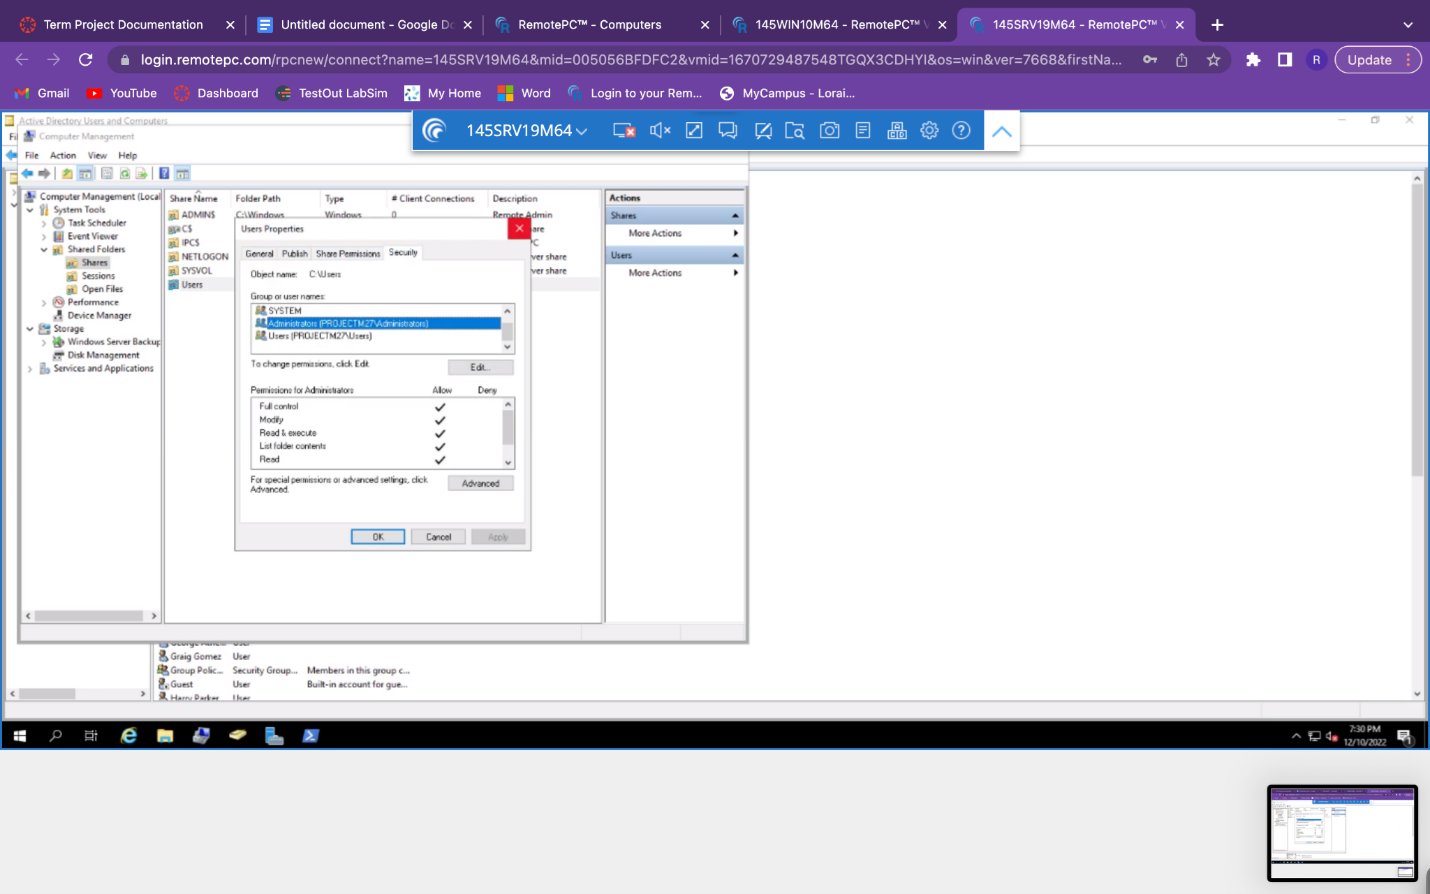 Term Project Documentation
Untitled document - Google Dc
RemotePC™ - Computers
145WIN10M64 - RemotePC™ V
145SRV19M64 - RemotePC™ V
login.remotepc.com/rpcnew/connect?name=145SRV19M64&mid=005056BFDFC2&vmid=1670729487548TGQX3CDHYI&os=win&ver=7668&firstNa...
R
Update
Gmail
YouTube
Dashboard
TestOut LabSim
My Home
Word
Login to your Rem...
MyCampus - Lorai...
Active Directory Users and Computers
Fi
Computer Management
145SRV19M64
File Action View Help
Computer Management (Local
System Tools
Task Scheduler
Event Viewer
Shared Folders
Shares
Sessions
Open Files
Performance
Device Manager
Storage
Windows Server Backup
Disk Management
Services and Applications
Share Name Folder Path Type # Client Connections Description
ADMIN$ C:\Windows Windows 0 Remote Admin
C$
IPC$
NETLOGON
SYSVOL
Users
are
PC
ver share
ver share
Users Properties
General Publish Share Permissions Security
Object name: C:\Users
Group or user names:
SYSTEM
Administrators (PROJECTM27\Administrators)
Users (PROJECTM27\Users)
To change permissions, click Edit.
Edit...
Permissions for Administrators Allow Deny
Full control
Modify
Read & execute
List folder contents
Read
For special permissions or advanced settings, click Advanced.
Advanced
OK Cancel Apply
Actions
Shares
More Actions
Users
More Actions
Graig Gomez User
Group Polic... Security Group... Members in this group c...
Guest User Built-in account for gue...
Harry Parker User
7:30 PM
12/10/2022
1